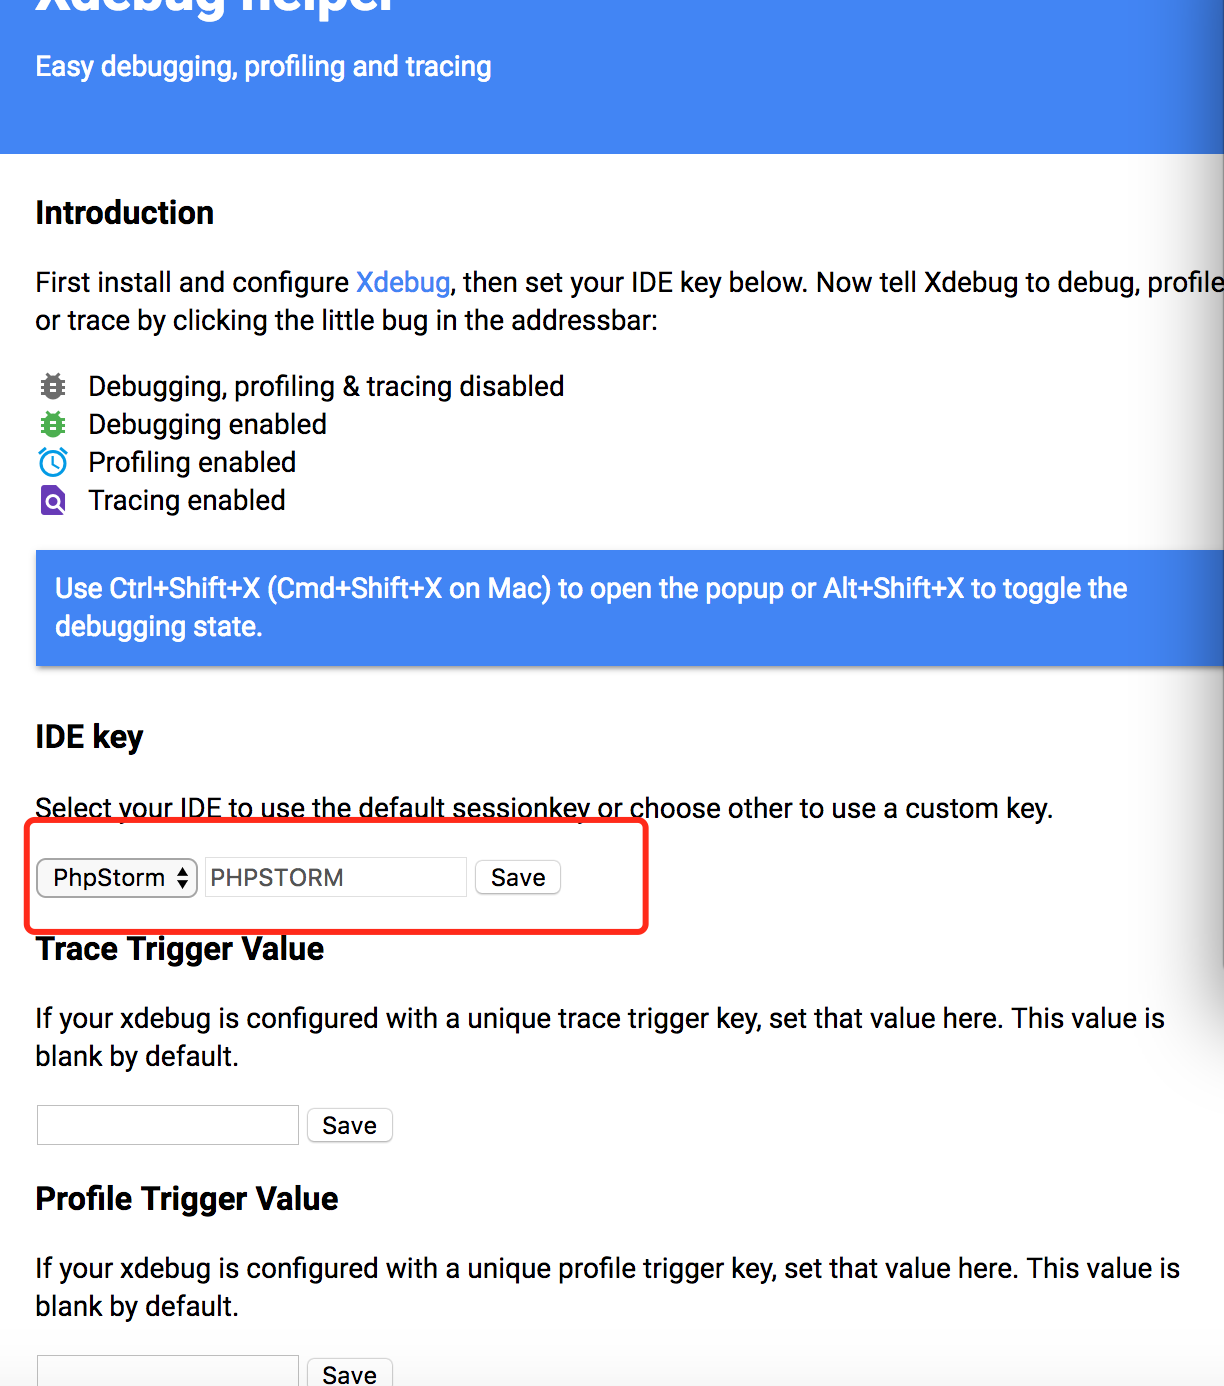 Xdebug helper
Easy debugging, profiling and tracing
Introduction
First install and configure Xdebug, then set your IDE key below. Now tell Xdebug to debug, profile
or trace by clicking the little bug in the addressbar:
Debugging, profiling & tracing disabled
Debugging enabled
Profiling enabled
Tracing enabled
Use Ctrl+Shift+X (Cmd+Shift+X on Mac) to open the popup or Alt+Shift+X to toggle the
debugging state.
IDE key
Select your IDE to use the default sessionkey or choose other to use a custom key.
PhpStorm PHPSTORM Save
Trace Trigger Value
If your xdebug is configured with a unique trace trigger key, set that value here. This value is
blank by default.
Save
Profile Trigger Value
If your xdebug is configured with a unique profile trigger key, set that value here. This value is
blank by default.
Save